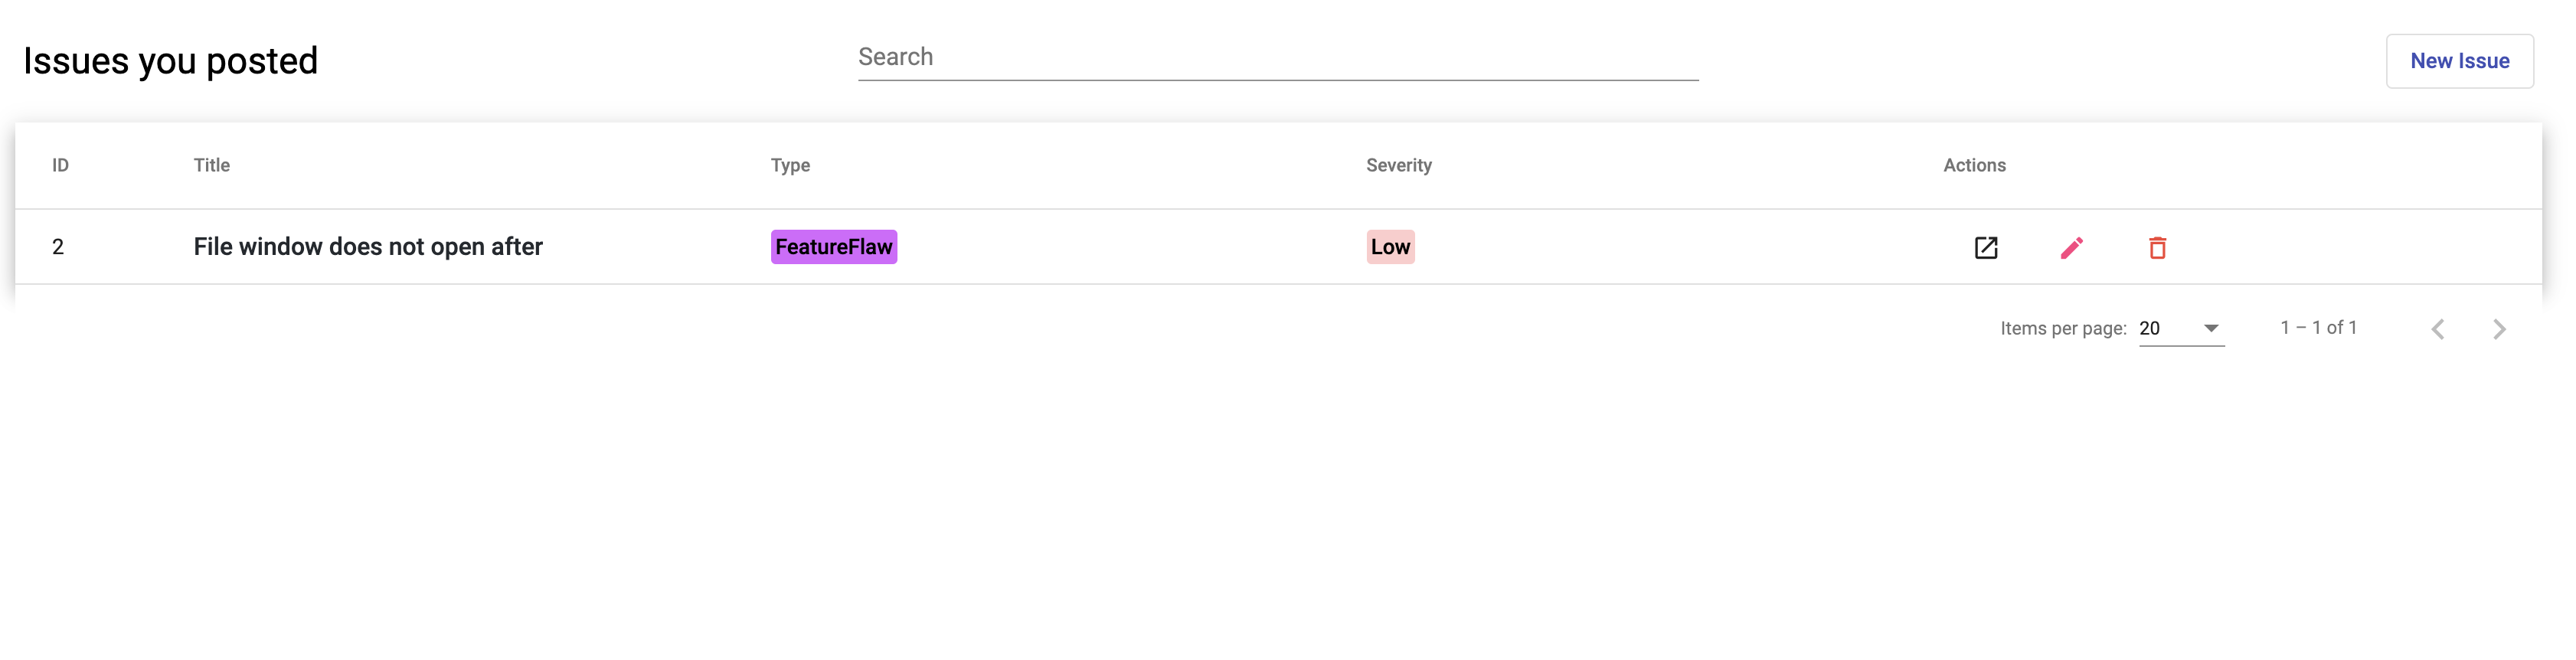 Issues you posted
Search
New Issue
ID Title Type Severity Actions
2 File window does not open after FeatureFlaw Low
Items per page: 20 1 – 1 of 1